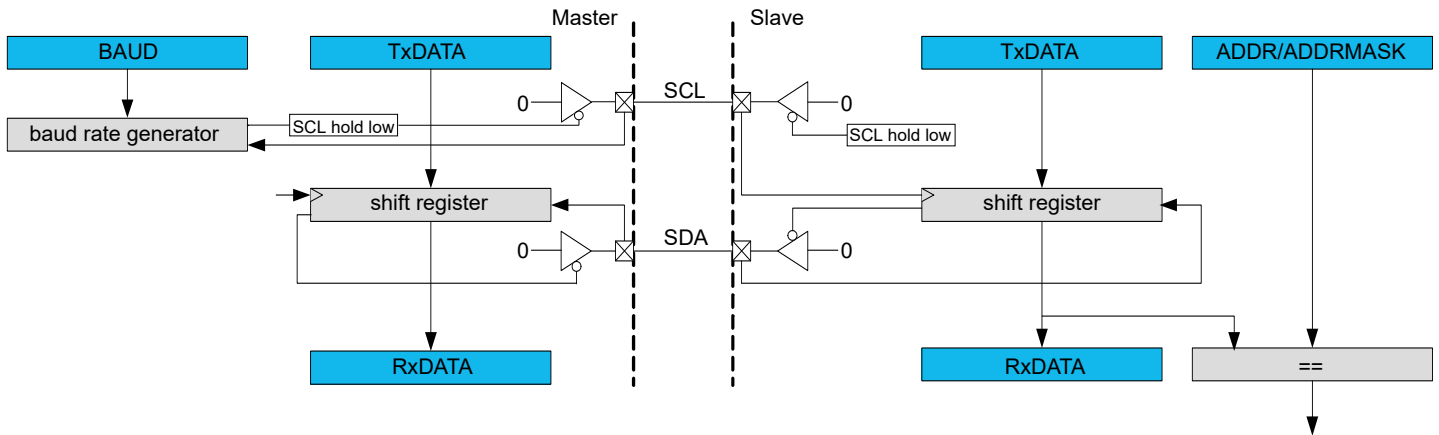 Master
Slave
BAUD
TxDATA
TxDATA
ADDR/ADDRMASK
SCL
0
0
baud rate generator
SCL hold low
SCL hold low
shift register
shift register
SDA
0
0
RxDATA
RxDATA
==